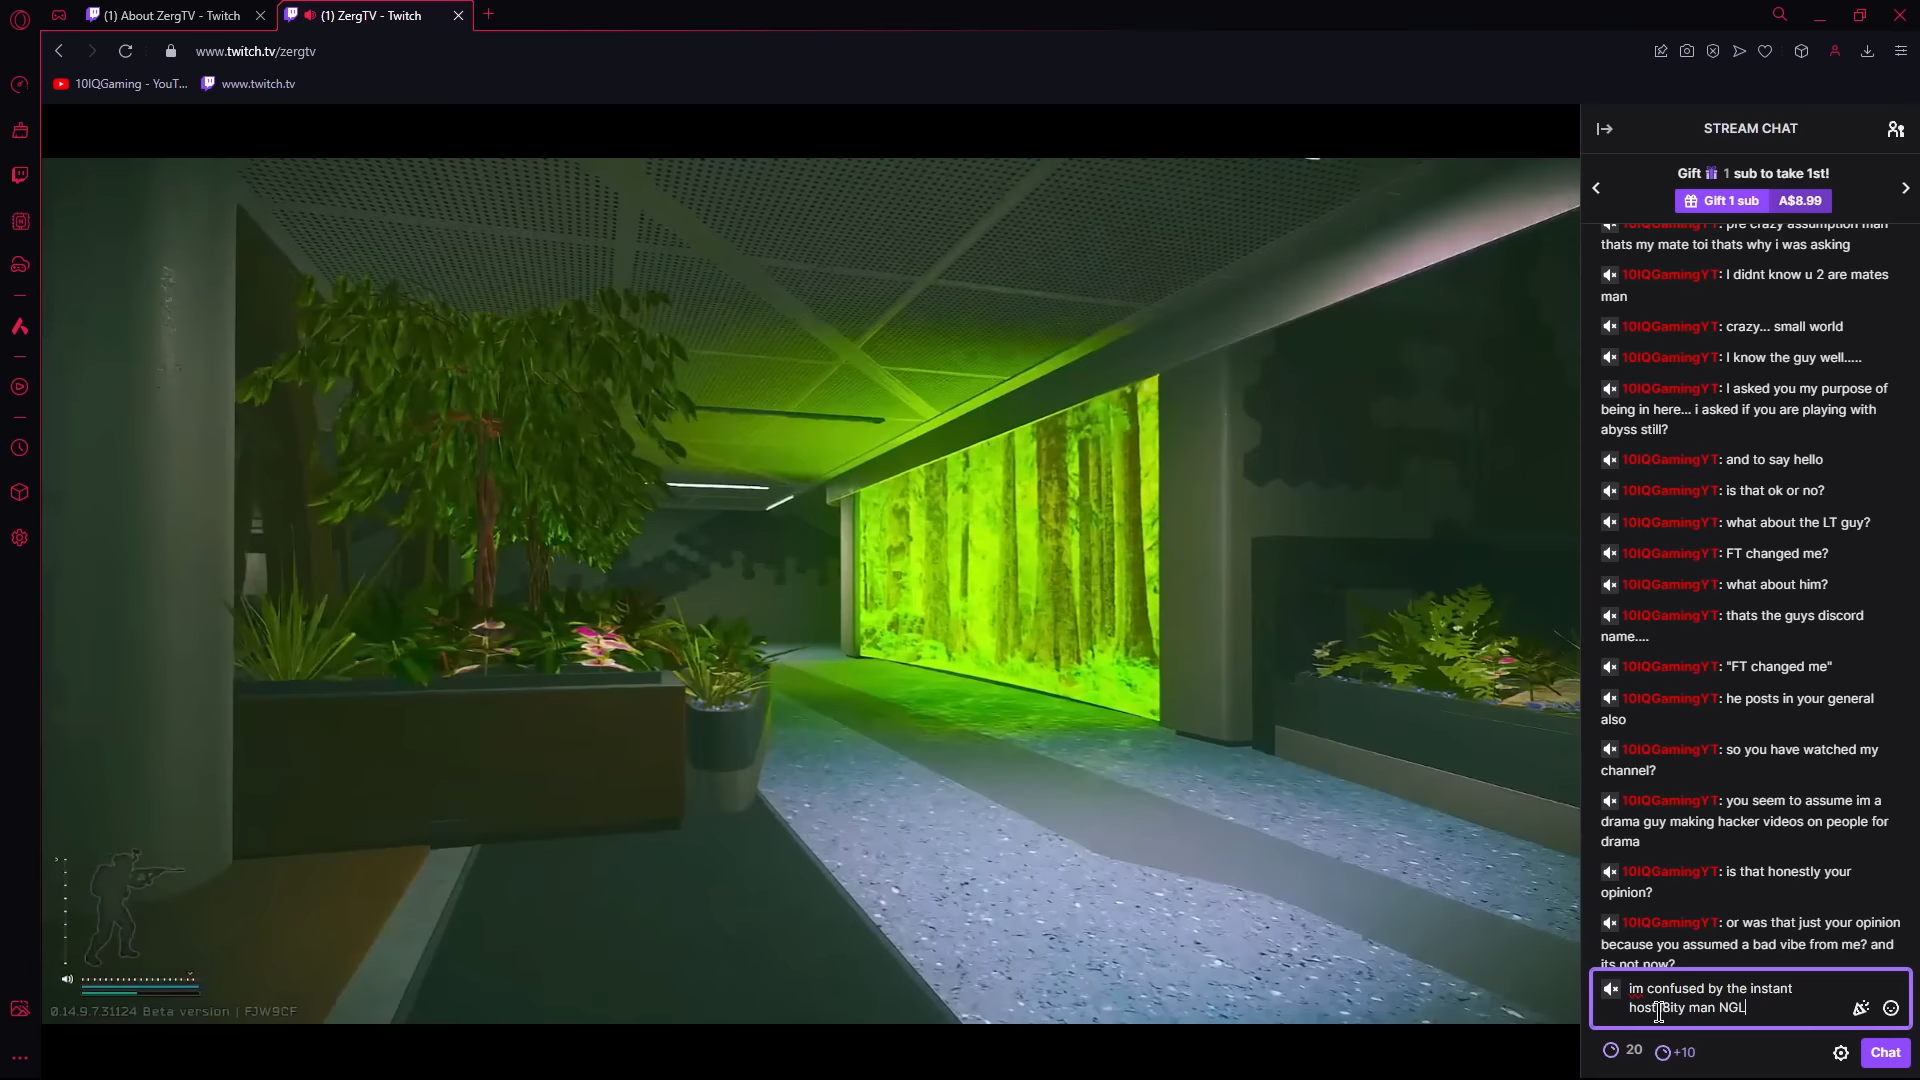 (1) About ZergTV - Twitch
(1) ZergTV - Twitch
www.twitch.tv/zergtv
10IQGaming - YouT...
www.twitch.tv
STREAM CHAT
Gift 1 sub to take 1st!
Gift 1 sub A$8.99
10IQGamingYT: pre crazy assumption man
thats my mate toi thats why i was asking
10IQGamingYT: I didnt know u 2 are mates
man
10IQGamingYT: crazy... small world
10IQGamingYT: I know the guy well.....
10IQGamingYT: I asked you my purpose of
being in here... i asked if you are playing with
abyss still?
10IQGamingYT: and to say hello
10IQGamingYT: is that ok or no?
10IQGamingYT: what about the LT guy?
10IQGamingYT: FT changed me?
10IQGamingYT: what about him?
10IQGamingYT: thats the guys discord
name....
10IQGamingYT: "FT changed me"
10IQGamingYT: he posts in your general
also
10IQGamingYT: so you have watched my
channel?
10IQGamingYT: you seem to assume im a
drama guy making hacker videos on people for
drama
10IQGamingYT: is that honestly your
opinion?
10IQGamingYT: or was that just your opinion
because you assumed a bad vibe from me? and
its not now?
im confused by the instant
man NGL
20 +10
Chat
0.14.9.7.31124 Beta version | FJW9CF